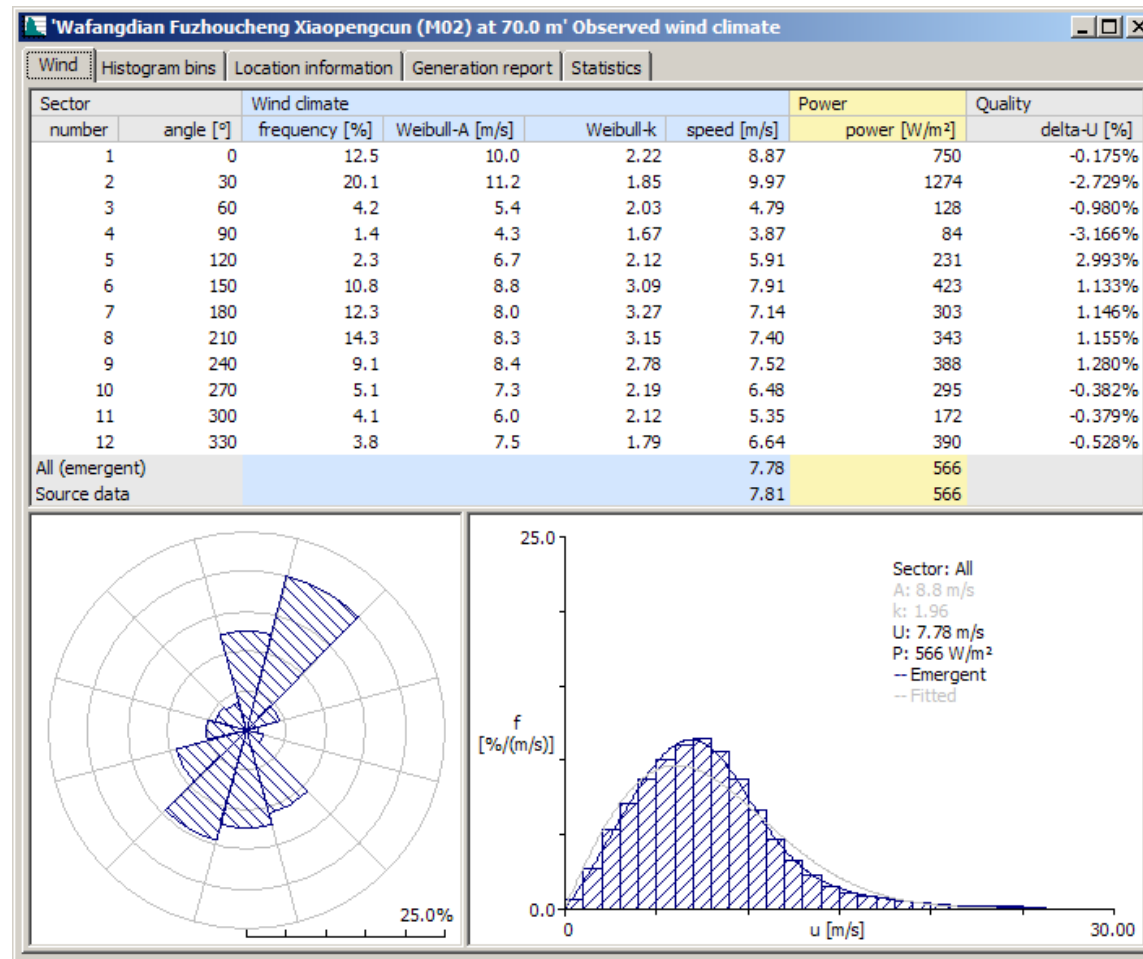 'Wafangdian Fuzhoucheng Xiaopengcun (M02) at 70.0 m' Observed wind climate
Wind Histogram bins Location information Generation report Statistics
Sector Wind climate Power Quality
number angle [º] frequency [%] Weibull-A [m/s] Weibull-k speed [m/s] power [W/m²] delta-U [%]
1 0 12.5 10.0 2.22 8.87 750 -0.175%
2 30 20.1 11.2 1.85 9.97 1274 -2.729%
3 60 4.2 5.4 2.03 4.79 128 -0.980%
4 90 1.4 4.3 1.67 3.87 84 -3.166%
5 120 2.3 6.7 2.12 5.91 231 2.993%
6 150 10.8 8.8 3.09 7.91 423 1.133%
7 180 12.3 8.0 3.27 7.14 303 1.146%
8 210 14.3 8.3 3.15 7.40 343 1.155%
9 240 9.1 8.4 2.78 7.52 388 1.280%
10 270 5.1 7.3 2.19 6.48 295 -0.382%
11 300 4.1 6.0 2.12 5.35 172 -0.379%
12 330 3.8 7.5 1.79 6.64 390 -0.528%
All (emergent) 7.78 566
Source data 7.81 566
25.0%
25.0
Sector: All
A: 8.8 m/s
k: 1.96
U: 7.78 m/s
P: 566 W/m²
-- Emergent
-- Fitted
f
[%/(m/s)]
0.0
0 u [m/s] 30.00